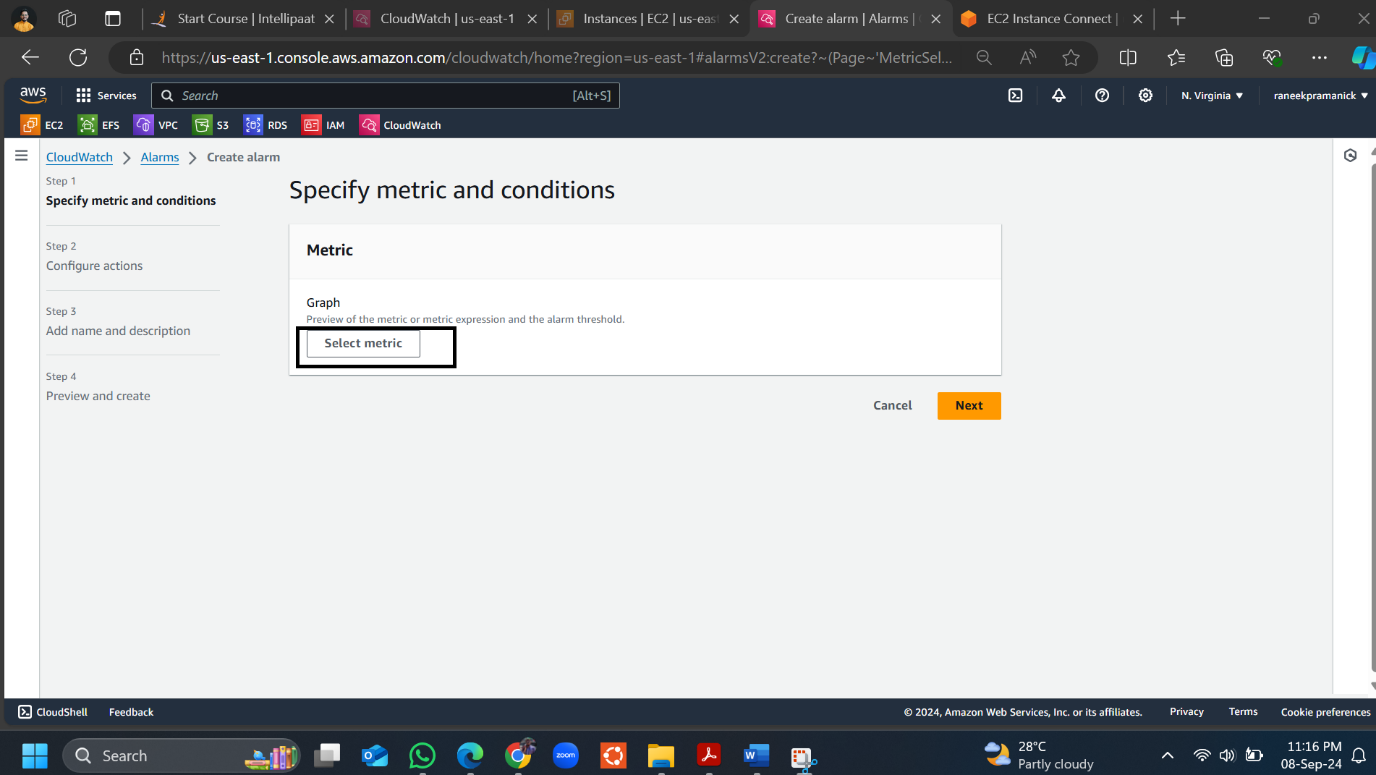 Start Course | Intellipaat
CloudWatch | us-east-1
Instances | EC2 | us-east
Create alarm | Alarms |
EC2 Instance Connect |
https://us-east-1.console.aws.amazon.com/cloudwatch/home?region=us-east-1#alarmsV2:create?~(Page~'MetricSel...
aws
Services
Search
[Alt+S]
N. Virginia
raneekpramanick
EC2
EFS
VPC
S3
RDS
IAM
CloudWatch
CloudWatch
Alarms
Create alarm
Step 1
Specify metric and conditions
Step 2
Configure actions
Step 3
Add name and description
Step 4
Preview and create
Specify metric and conditions
Metric
Graph
Preview of the metric or metric expression and the alarm threshold.
Select metric
Cancel
Next
CloudShell
Feedback
© 2024, Amazon Web Services, Inc. or its affiliates.
Privacy
Terms
Cookie preferences
Search
zoom
28°C
Partly cloudy
11:16 PM
08-Sep-24